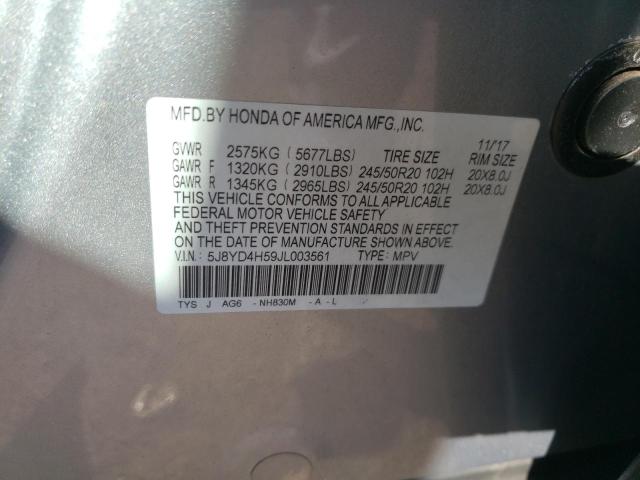 MFD.BY HONDA OF AMERICA MFG.,INC.
11/17
GVWR 2575KG ( 5677LBS) TIRE SIZE RIM SIZE
GAWR F 1320KG ( 2910LBS) 245/50R20 102H 20X8.0J
GAWR R 1345KG ( 2965LBS) 245/50R20 102H 20X8.0J
THIS VEHICLE CONFORMS TO ALL APPLICABLE
FEDERAL MOTOR VEHICLE SAFETY
AND THEFT PREVENTION STANDARDS IN EFFECT
ON THE DATE OF MANUFACTURE SHOWN ABOVE.
V.I.N: 5J8YD4H59JL003561 TYPE: MPV
TYS J AG6 - NH830M - A - L